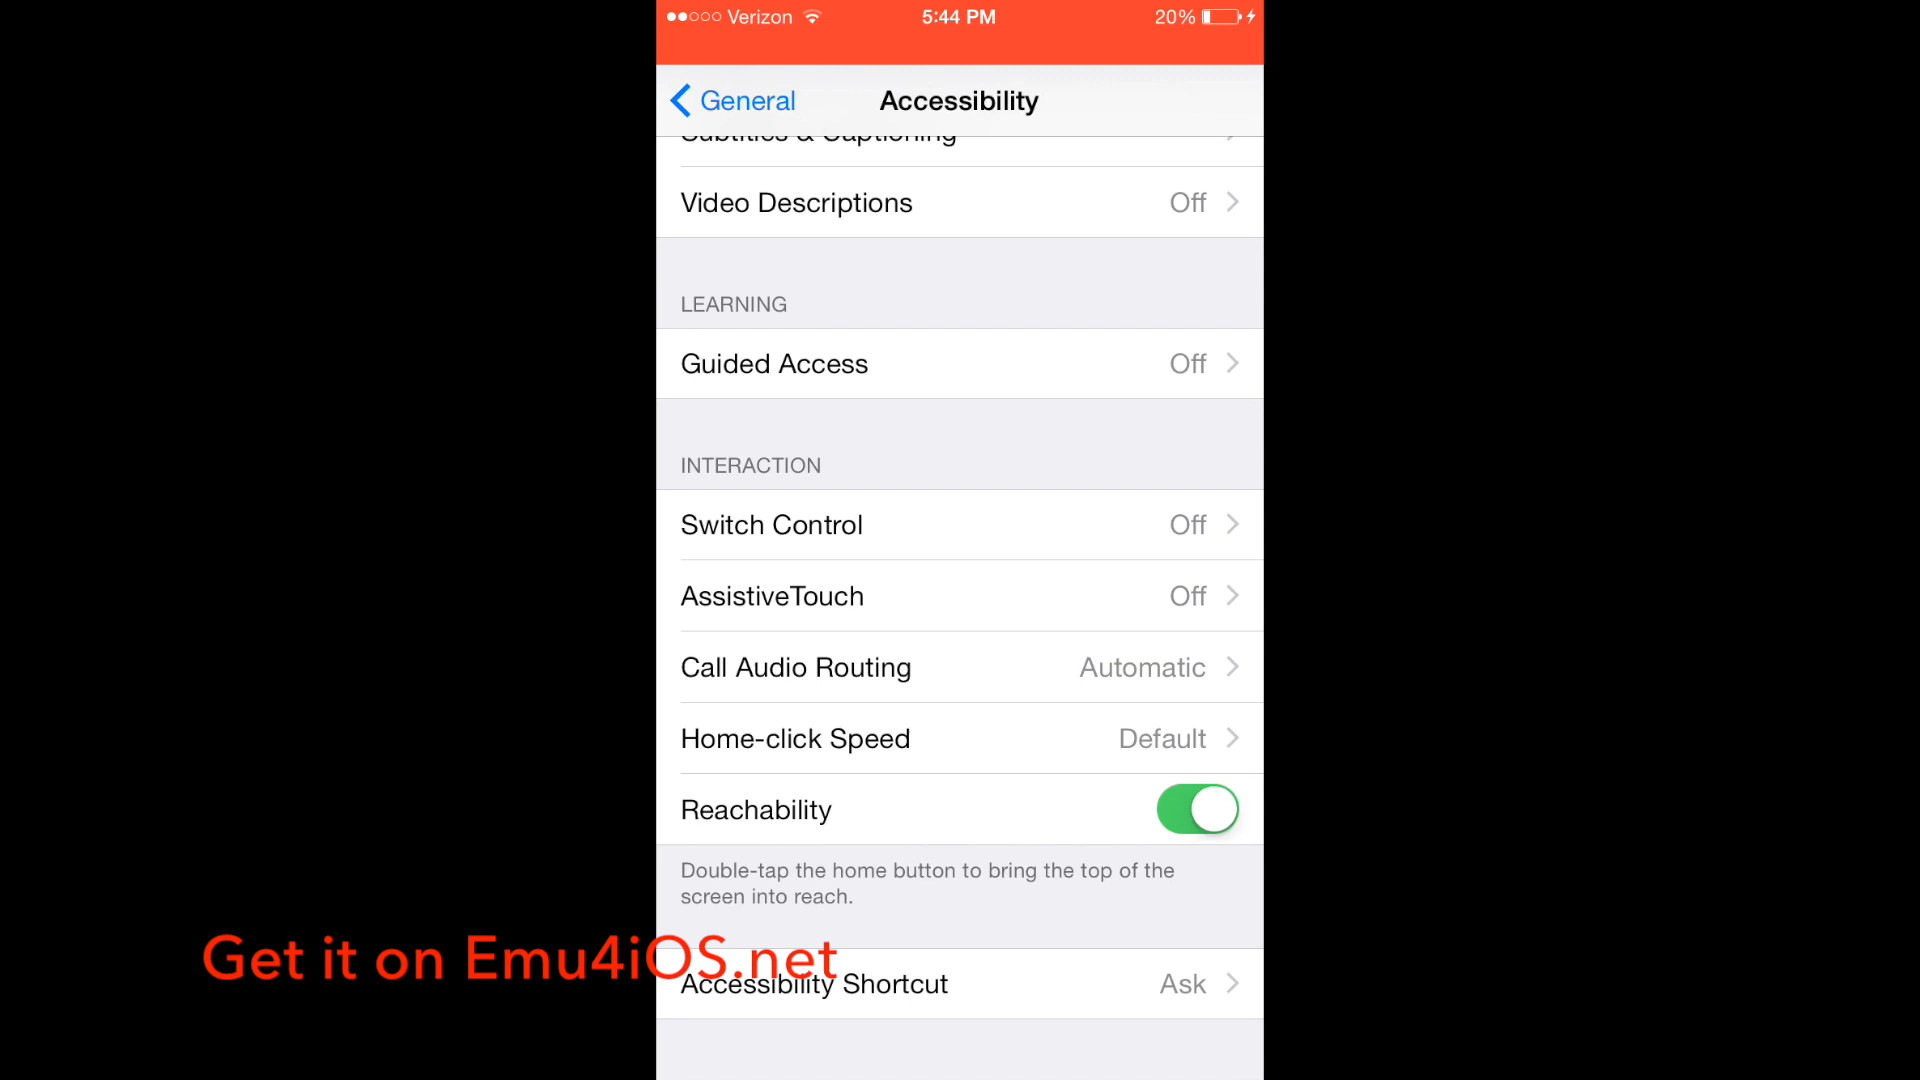 Verizon 5:44 PM 20%
General Accessibility
Subtitles & Captioning
Video Descriptions Off
LEARNING
Guided Access Off
INTERACTION
Switch Control Off
AssistiveTouch Off
Call Audio Routing Automatic
Home-click Speed Default
Reachability
Double-tap the home button to bring the top of the
screen into reach.
Get it on Emu4iOS.net
Accessibility Shortcut Ask